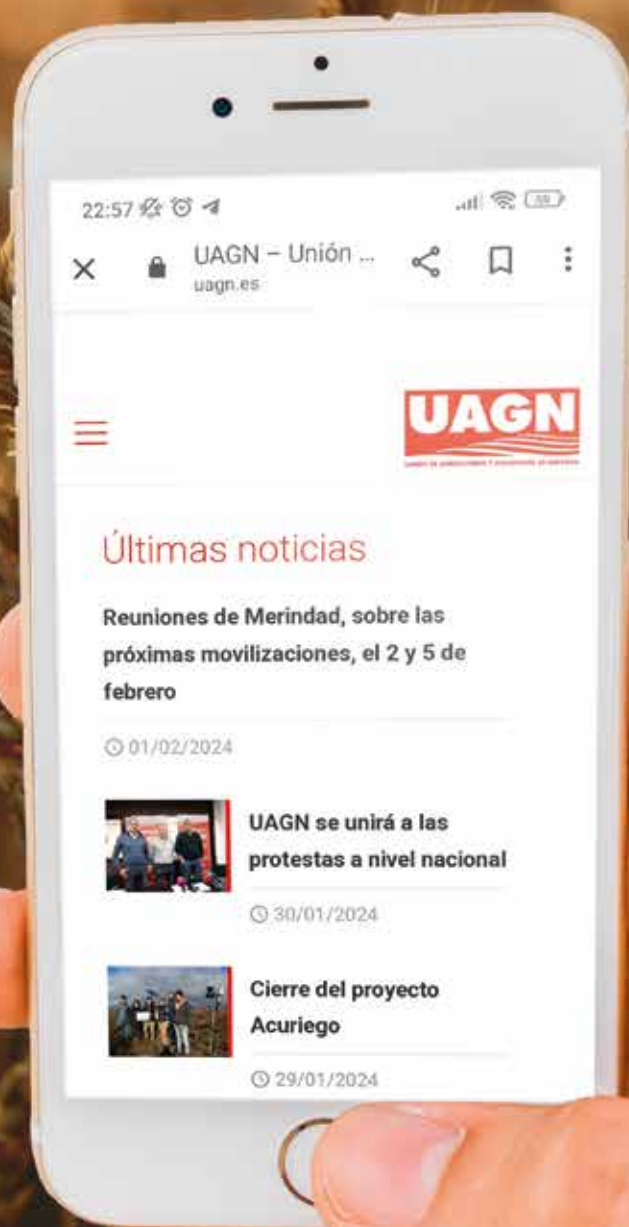 22:57
UAGN – Unión ...
uagn.es
UAGN
Últimas noticias
Reuniones de Merindad, sobre las
próximas movilizaciones, el 2 y 5 de
febrero
01/02/2024
UAGN se unirá a las
protestas a nivel nacional
30/01/2024
Cierre del proyecto
Acuriego
29/01/2024